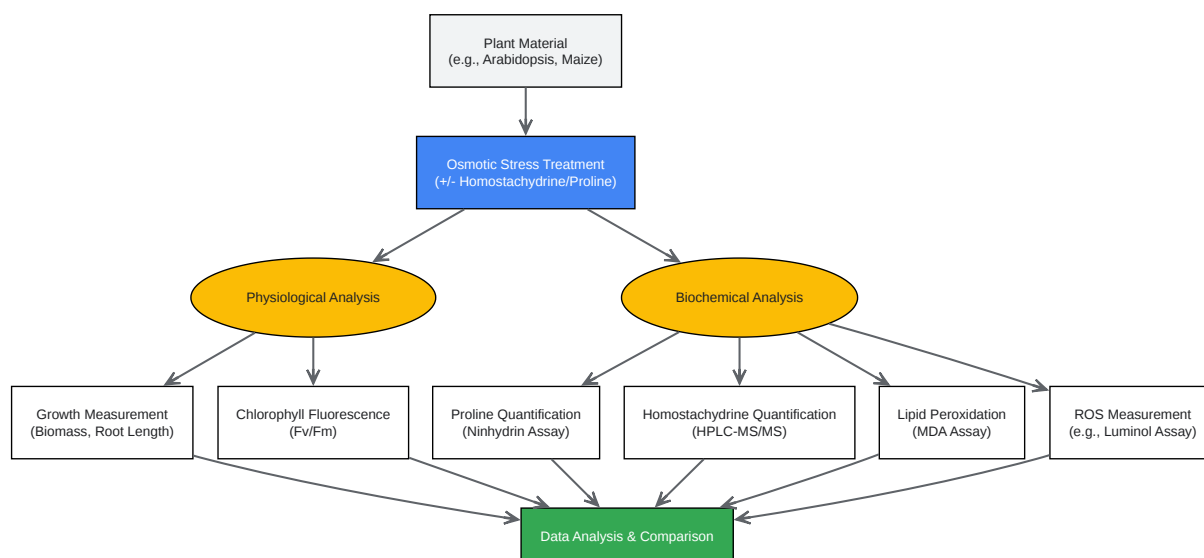 Plant Material
(e.g., Arabidopsis, Maize)
Osmotic Stress Treatment
(+/- Homostachydrine/Proline)
Physiological Analysis
Biochemical Analysis
Growth Measurement
(Biomass, Root Length)
Chlorophyll Fluorescence
(Fv/Fm)
Proline Quantification
(Ninhydrin Assay)
Homostachydrine Quantification
(HPLC-MS/MS)
Lipid Peroxidation
(MDA Assay)
ROS Measurement
(e.g., Luminol Assay)
Data Analysis & Comparison